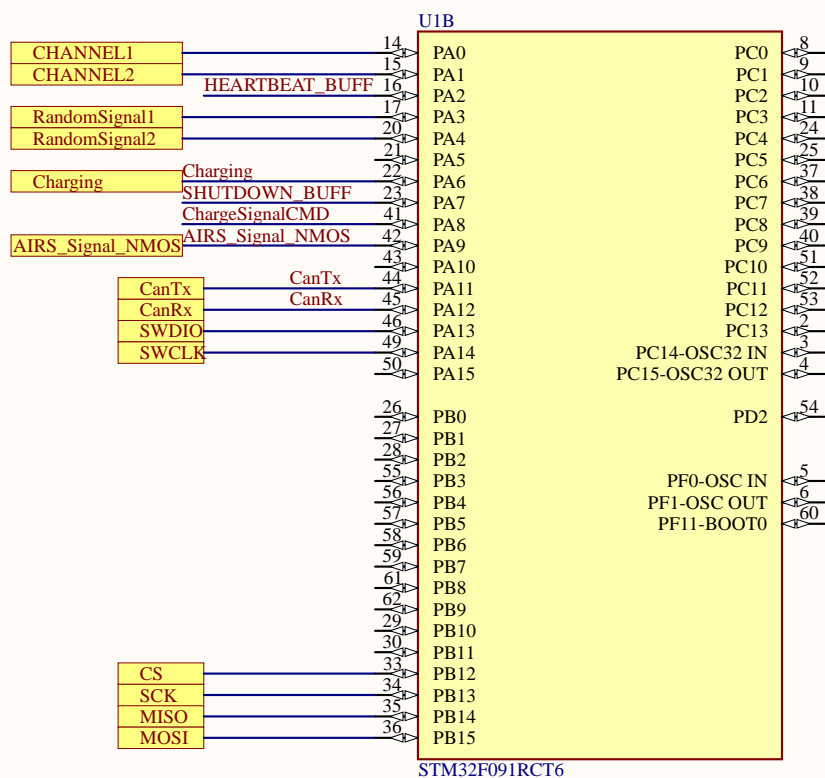 U1B
CHANNEL1 14 PA0 PC0 8
CHANNEL2 15 PA1 PC1 9
HEARTBEAT_BUFF 16 PA2 PC2 10
RandomSignal1 17 PA3 PC3 11
RandomSignal2 20 PA4 PC4 24
21 PA5 PC5 25
Charging Charging 22 PA6 PC6 37
SHUTDOWN_BUFF 23 PA7 PC7 38
ChargeSignalCMD 41 PA8 PC8 39
AIRS_Signal_NMOS AIRS_Signal_NMOS 42 PA9 PC9 40
43 PA10 PC10 51
CanTx CanTx 44 PA11 PC11 52
CanRx CanRx 45 PA12 PC12 53
SWDIO 46 PA13 PC13 2
SWCLK 49 PA14 PC14-OSC32 IN 3
50 PA15 PC15-OSC32 OUT 4
26 PB0 PD2 54
27 PB1
28 PB2
55 PB3 PF0-OSC IN 5
56 PB4 PF1-OSC OUT 6
57 PB5 PF11-BOOT0 60
58 PB6
59 PB7
61 PB8
62 PB9
29 PB10
30 PB11
CS 33 PB12
SCK 34 PB13
MISO 35 PB14
MOSI 36 PB15
STM32F091RCT6